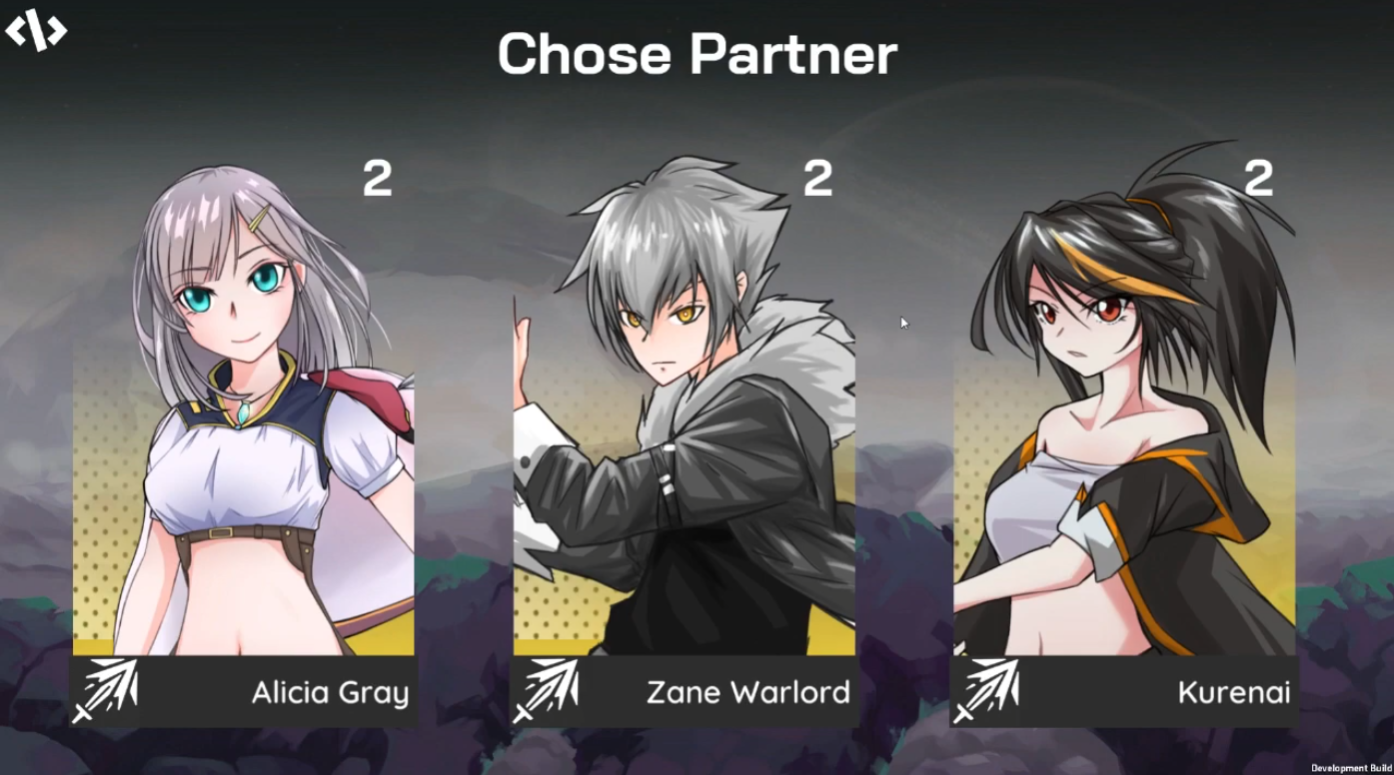 Chose Partner
2
2
2
Alicia Gray
Zane Warlord
Kurenai
Development Build